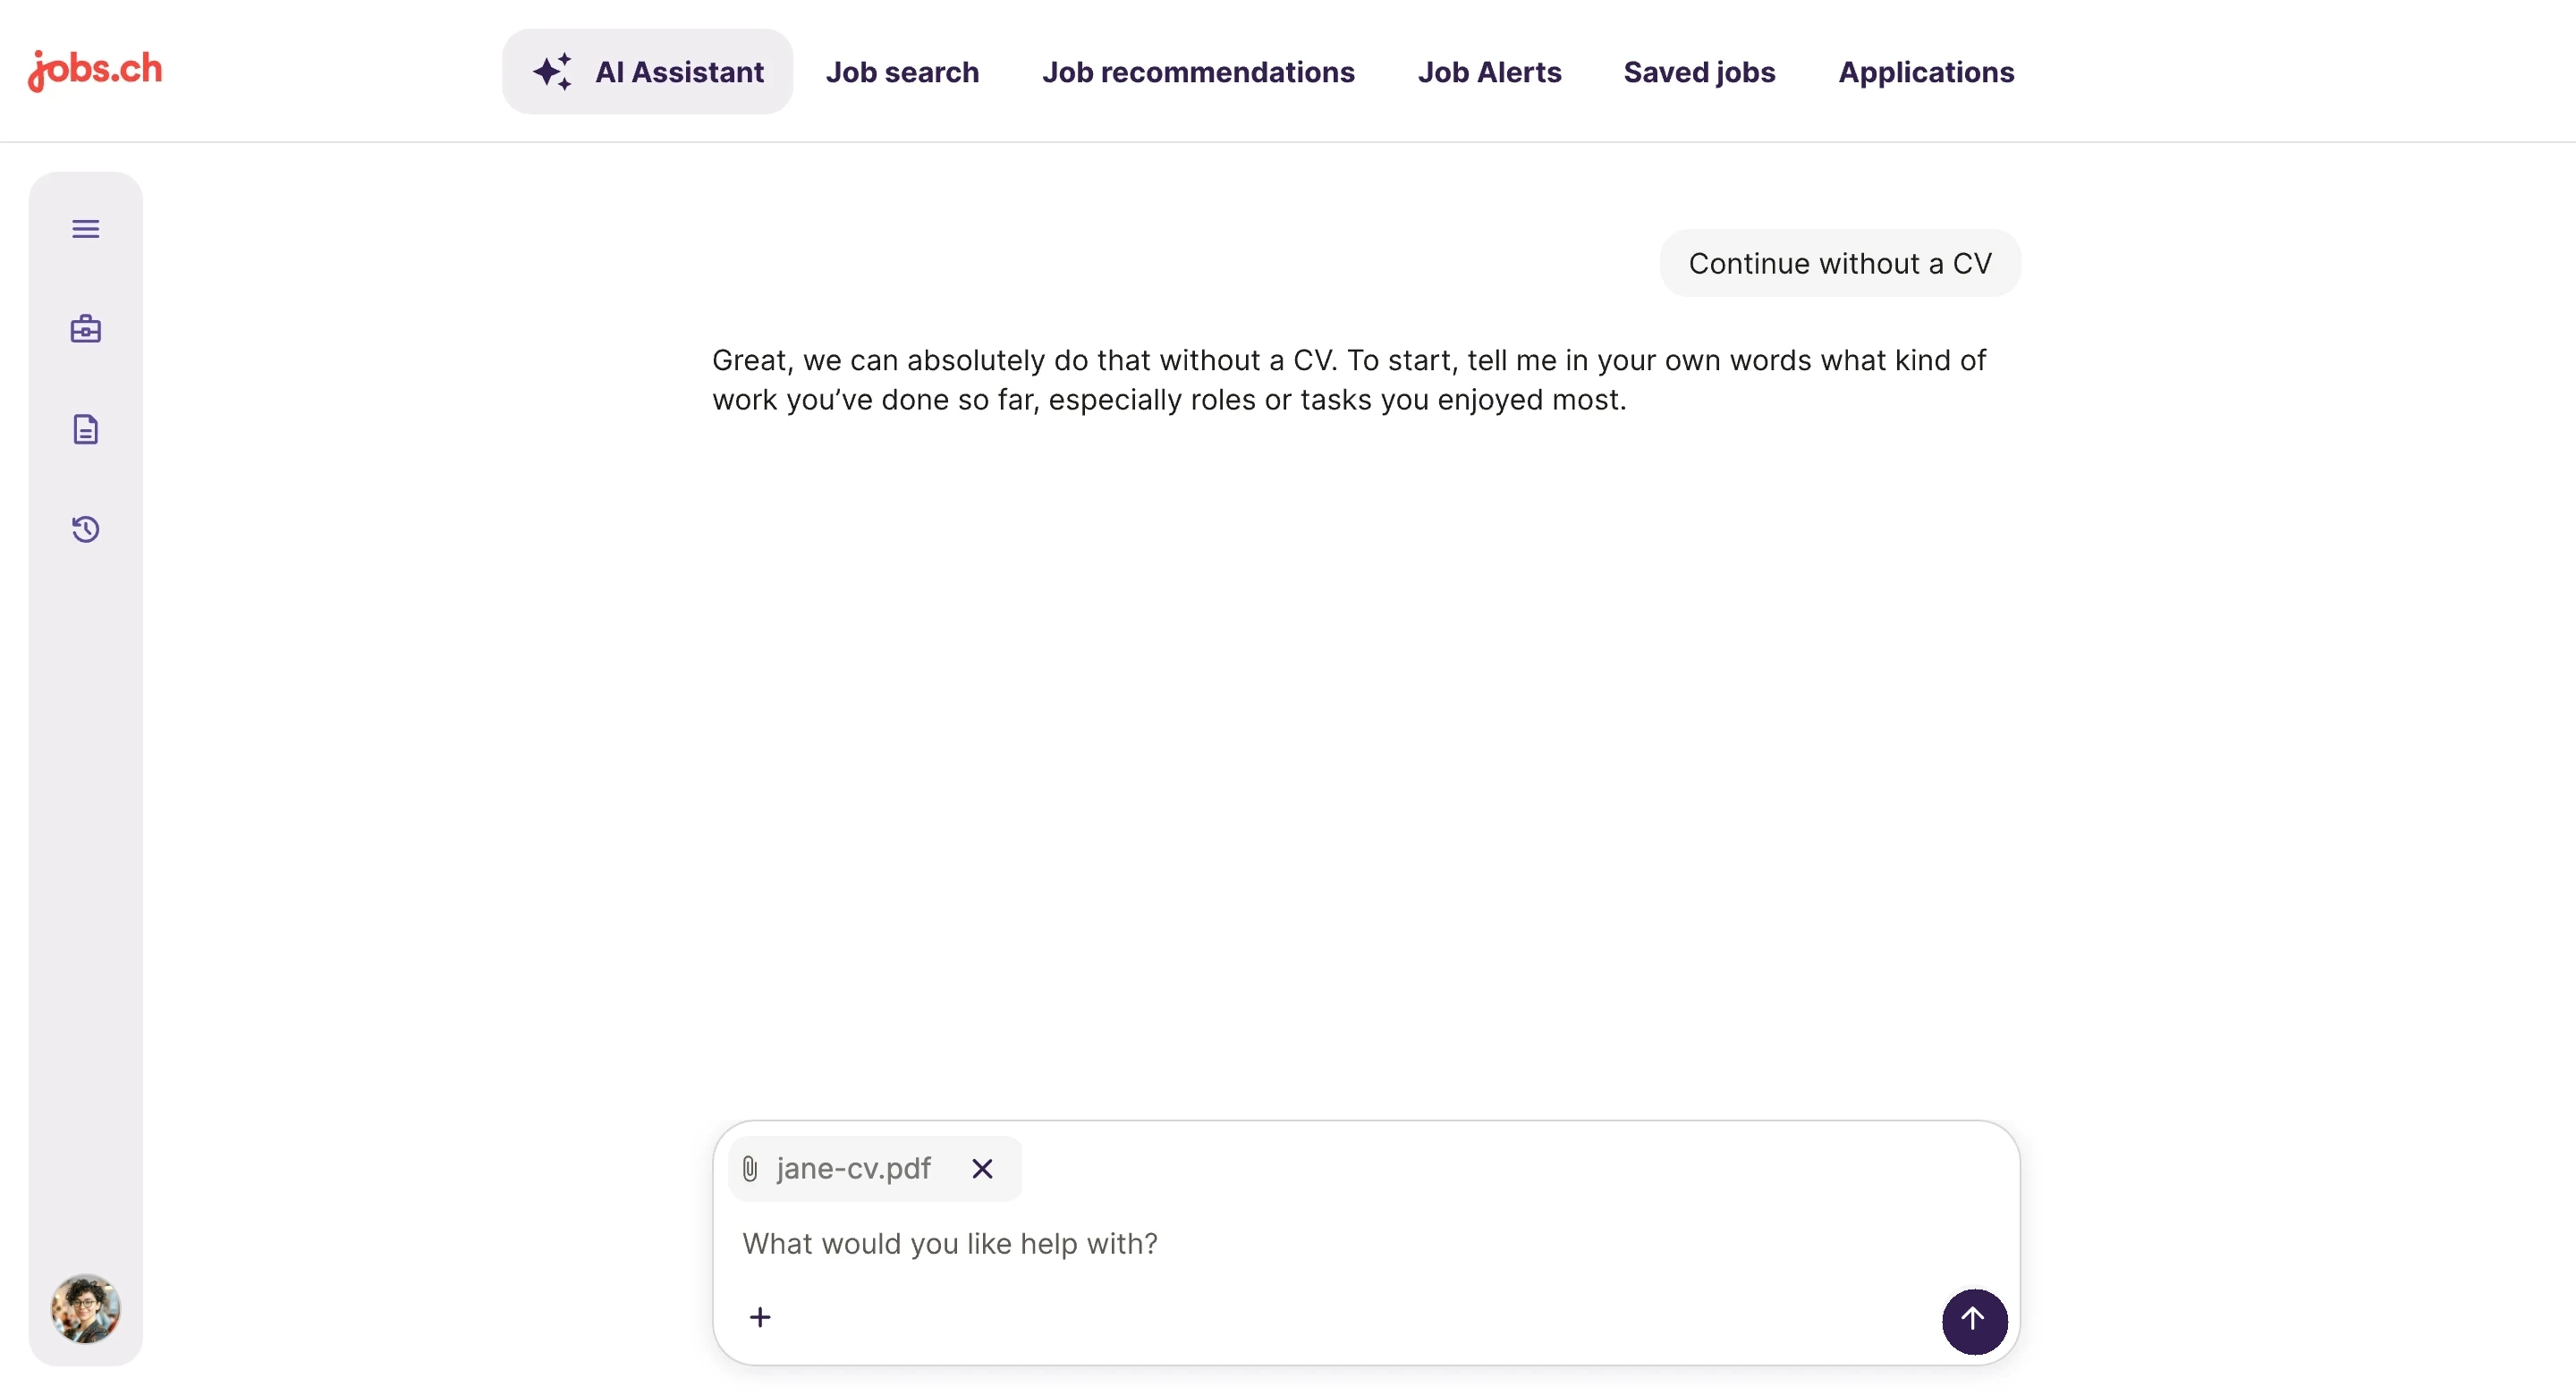 jobs.ch
AI Assistant
Job search
Job recommendations
Job Alerts
Saved jobs
Applications
Continue without a CV
Great, we can absolutely do that without a CV. To start, tell me in your own words what kind of
work you’ve done so far, especially roles or tasks you enjoyed most.
jane-cv.pdf
What would you like help with?